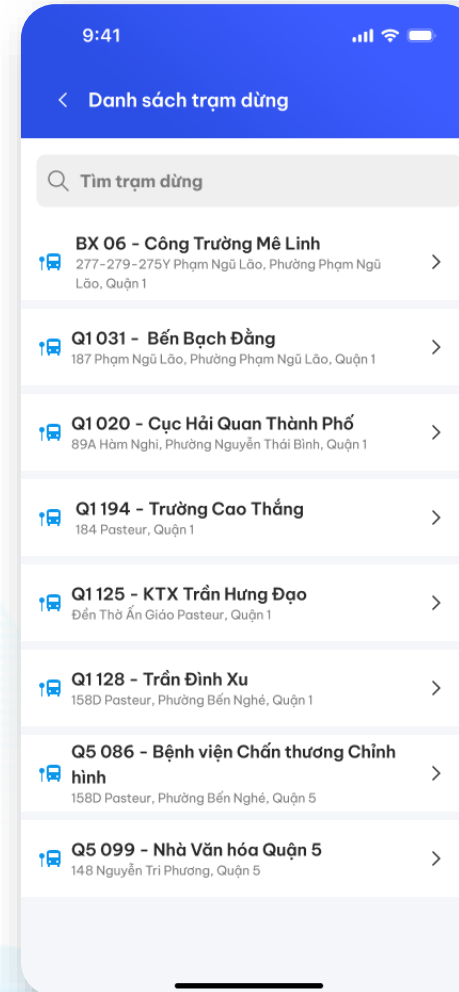 9:41
Danh sách trạm dừng
Tìm trạm dừng
BX 06 - Công Trường Mê Linh
277-279-275Y Phạm Ngũ Lão, Phường Phạm Ngũ
Lão, Quận 1
Q1 031 - Bến Bạch Đằng
187 Phạm Ngũ Lão, Phường Phạm Ngũ Lão, Quận 1
Q1 020 - Cục Hải Quan Thành Phố
89A Hàm Nghi, Phường Nguyễn Thái Bình, Quận 1
Q1 194 - Trường Cao Thắng
184 Pasteur, Quận 1
Q1 125 - KTX Trần Hưng Đạo
Đền Thờ Ấn Giáo Pasteur, Quận 1
Q1 128 - Trần Đình Xu
158D Pasteur, Phường Bến Nghé, Quận 1
Q5 086 - Bệnh viện Chấn thương Chỉnh
hình
158D Pasteur, Phường Bến Nghé, Quận 5
Q5 099 - Nhà Văn hóa Quận 5
148 Nguyễn Tri Phương, Quận 5